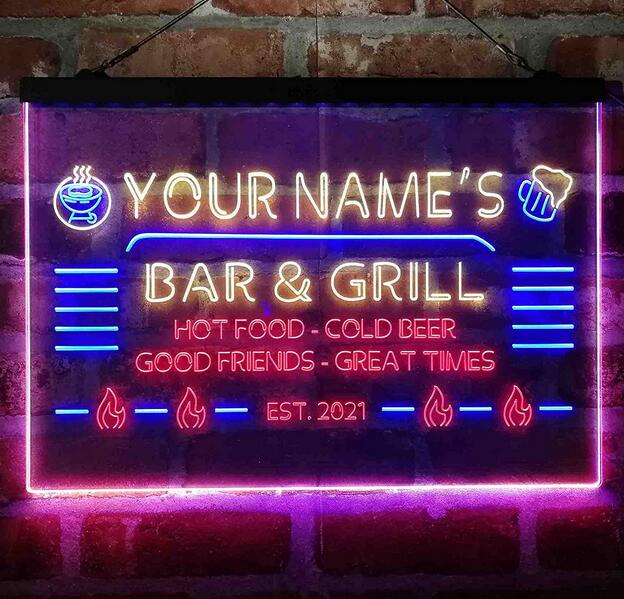 YOUR NAME'S
BAR & GRILL
HOT FOOD - COLD BEER
GOOD FRIENDS - GREAT TIMES
EST. 2021